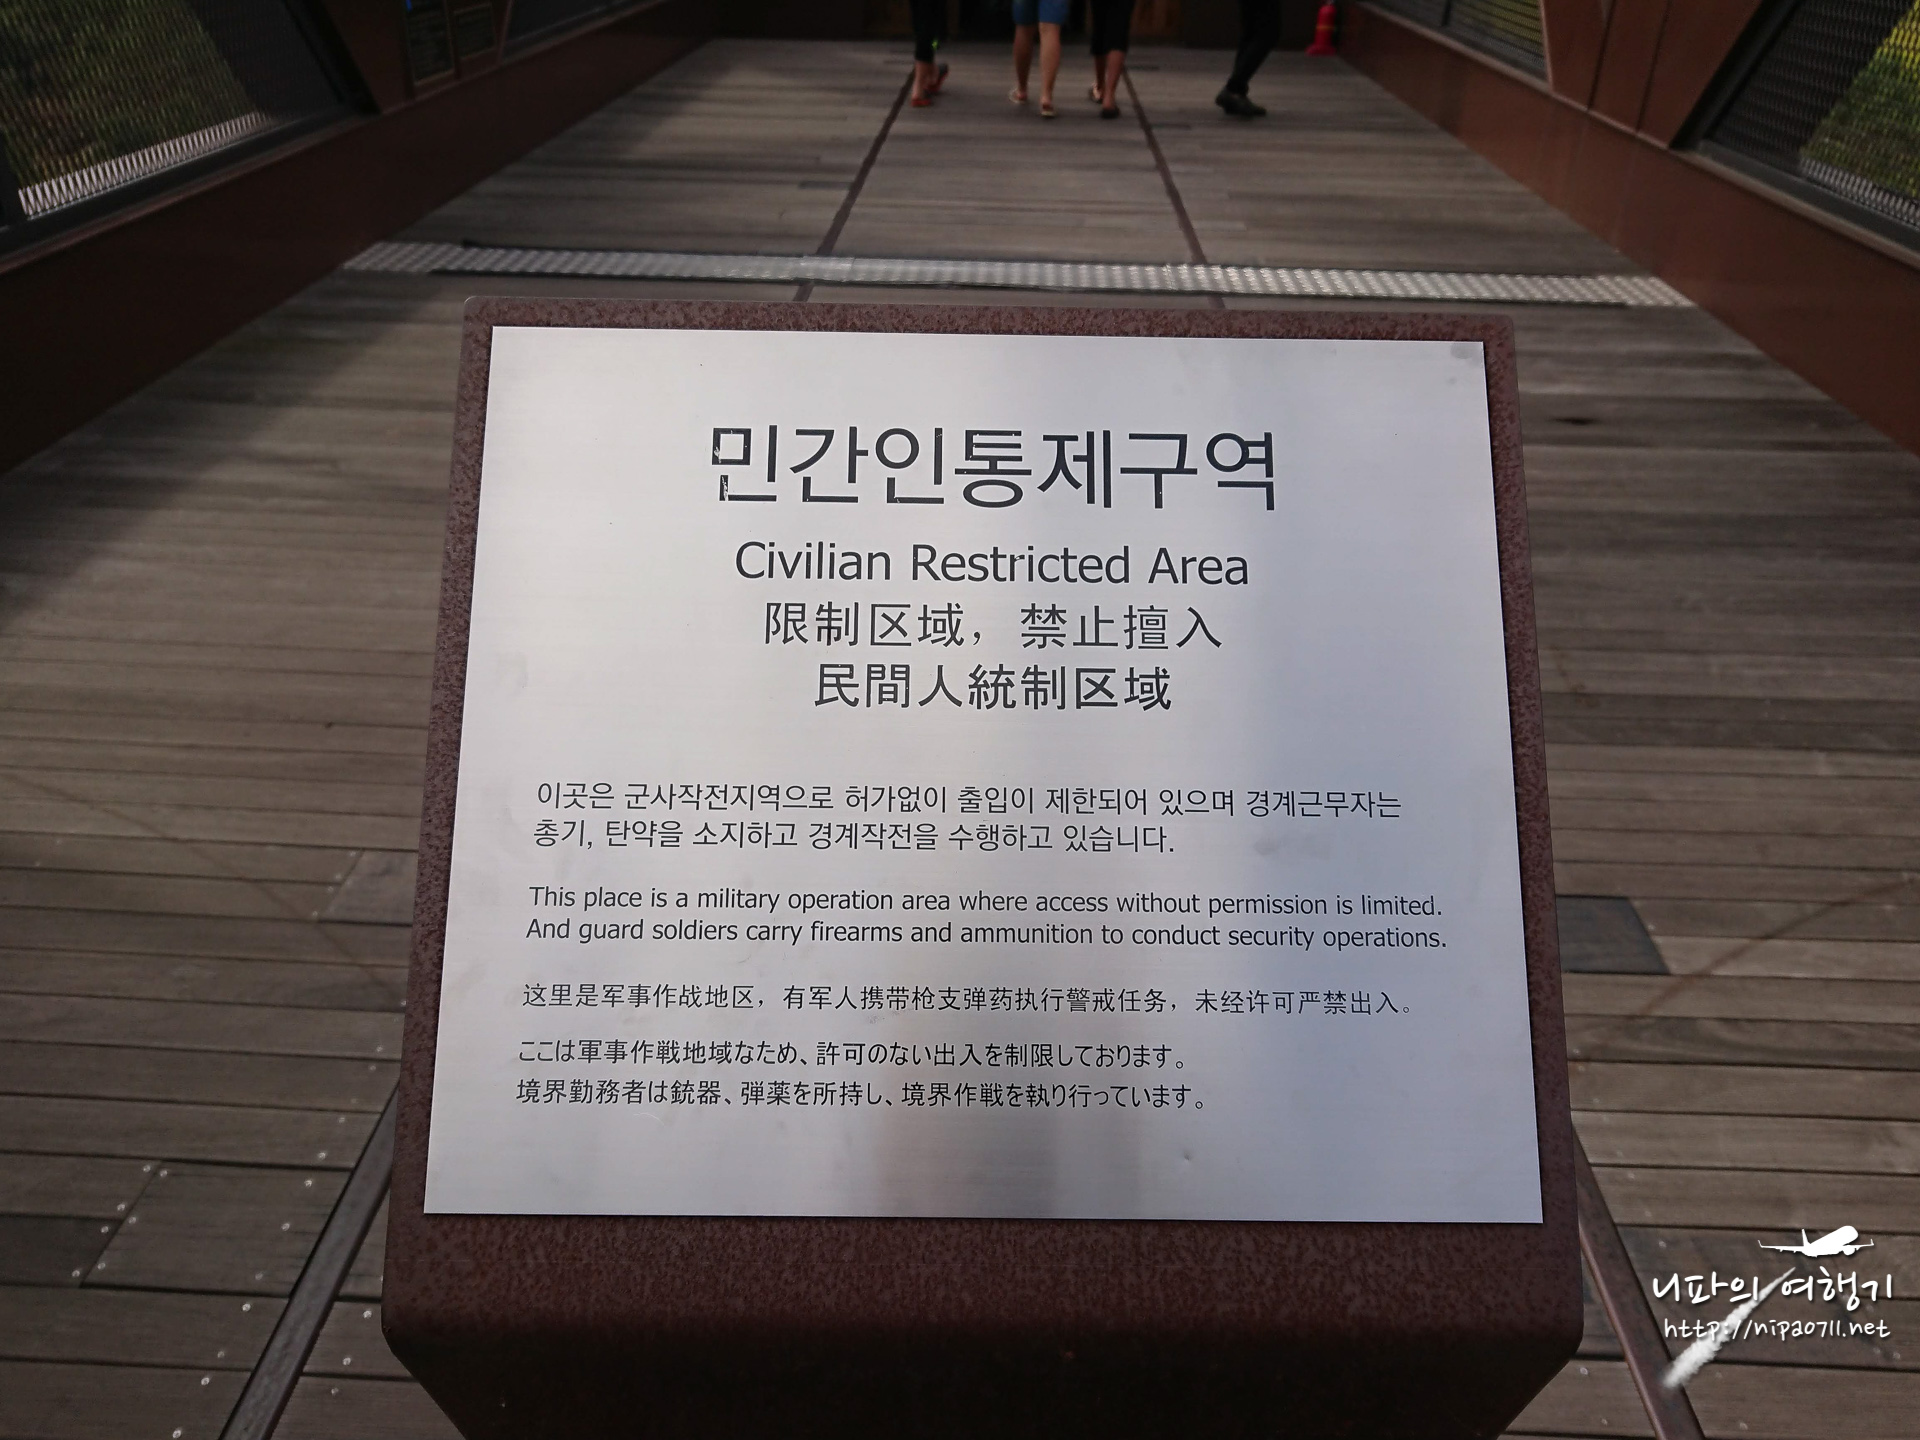 민간인통제구역
Civilian Restricted Area
限制区域，禁止擅入
民間人統制区域
이곳은 군사작전지역으로 허가없이 출입이 제한되어 있으며 경계근무자는
총기, 탄약을 소지하고 경계작전을 수행하고 있습니다.
This place is a military operation area where access without permission is limited.
And guard soldiers carry firearms and ammunition to conduct security operations.
这里是军事作战地区，有军人携带枪支弹药执行警戒任务，未经许可严禁出入。
ここは軍事作戦地域なため、許可のない出入を制限しております。
境界勤務者は銃器、弾薬を所持し、境界作戦を執り行っています。
니파의 여행기
http://nipa0711.net